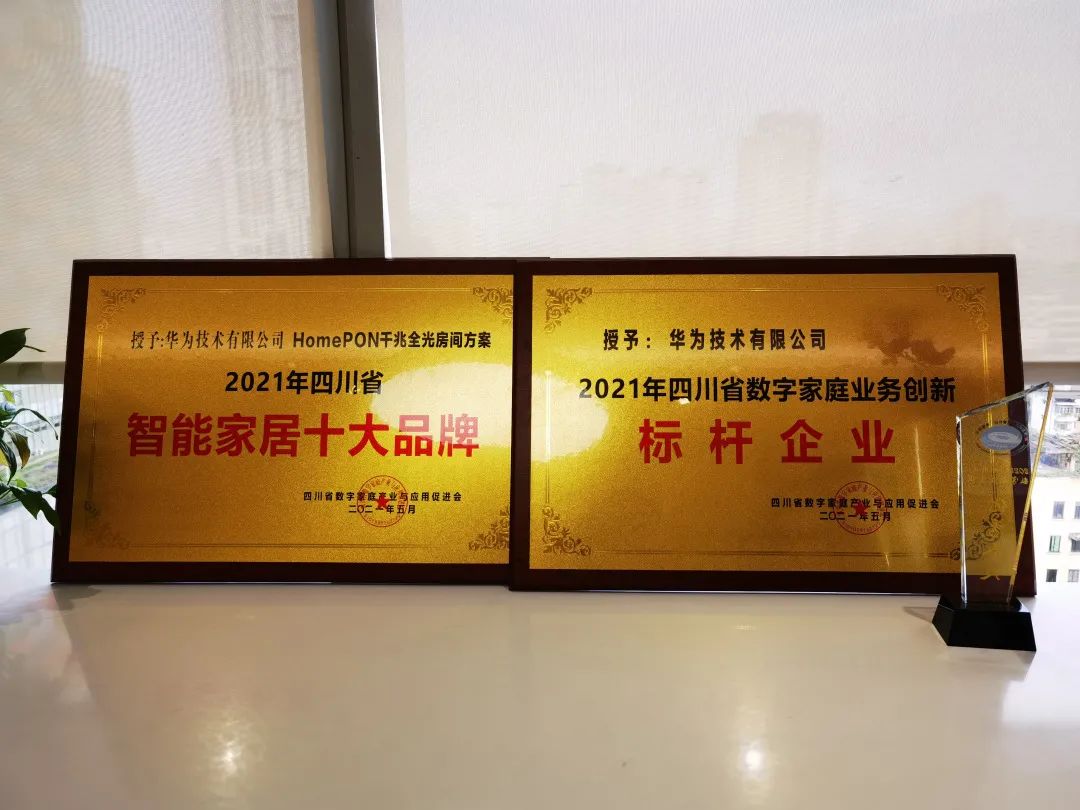 授予:华为技术有限公司 HomePON千兆全光房间方案
2021年四川省
智能家居十大品牌
四川省数字家庭产业与应用促进会
二〇二一年五月
授予： 华为技术有限公司
2021年四川省数字家庭业务创新
标杆企业
四川省数字家庭产业与应用促进会
二〇二一年五月